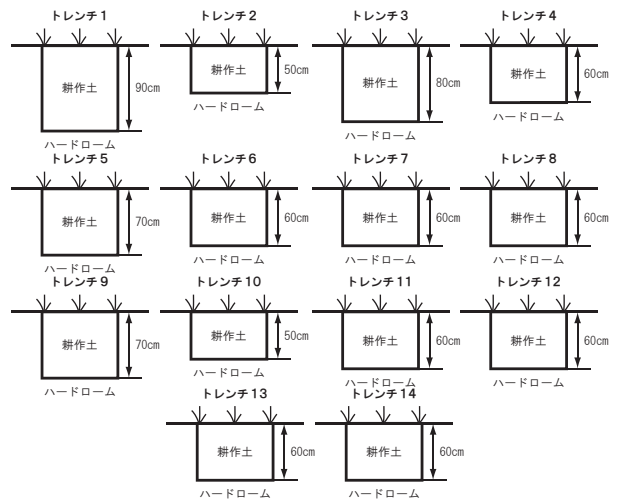 トレンチ1 トレンチ2 トレンチ3 トレンチ4
耕作土 90cm 耕作土 50cm 耕作土 80cm 耕作土 60cm
ハードローム ハードローム ハードローム ハードローム
トレンチ5 トレンチ6 トレンチ7 トレンチ8
耕作土 70cm 耕作土 60cm 耕作土 60cm 耕作土 60cm
ハードローム ハードローム ハードローム ハードローム
トレンチ9 トレンチ10 トレンチ11 トレンチ12
耕作土 70cm 耕作土 50cm 耕作土 60cm 耕作土 60cm
ハードローム ハードローム ハードローム ハードローム
トレンチ13 トレンチ14
耕作土 60cm 耕作土 60cm
ハードローム ハードローム